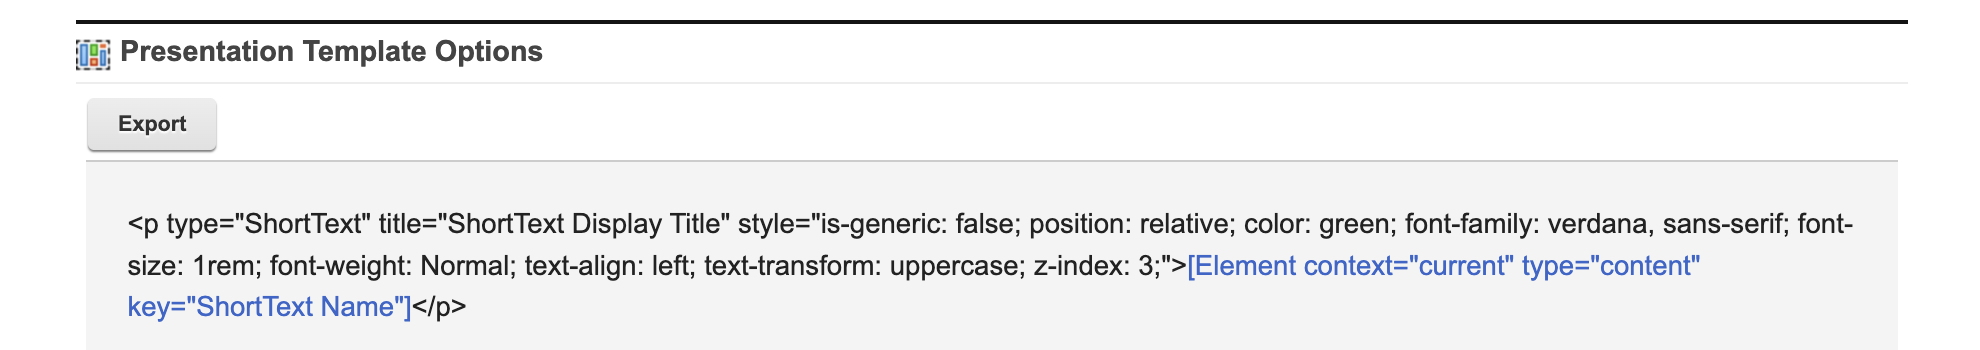 Presentation Template Options
Export
<p type="ShortText" title="ShortText Display Title" style="is-generic: false; position: relative; color: green; font-family: verdana, sans-serif; font-
size: 1rem; font-weight: Normal; text-align: left; text-transform: uppercase; z-index: 3;">[Element context="current" type="content"
key="ShortText Name"]</p>